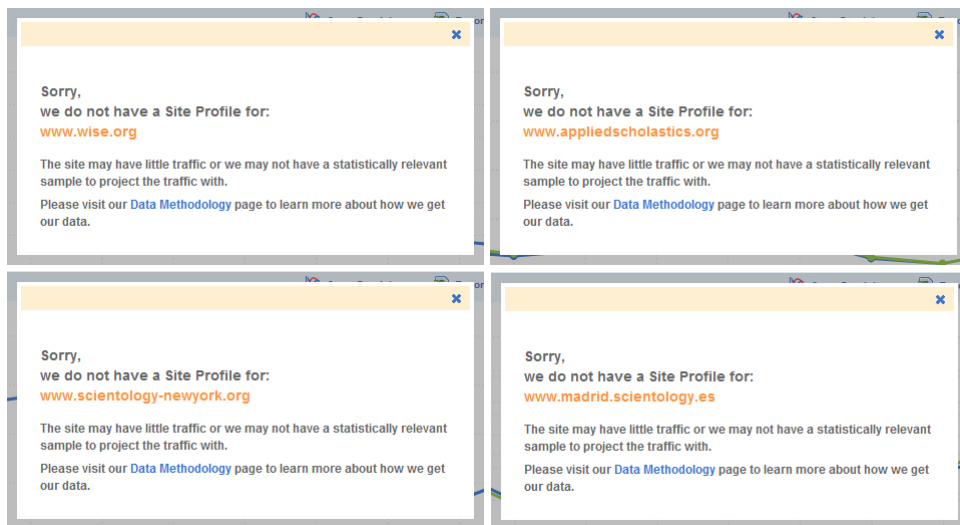 Sorry,
we do not have a Site Profile for:
www.wise.org
The site may have little traffic or we may not have a statistically relevant
sample to project the traffic with.
Please visit our Data Methodology page to learn more about how we get
our data.
Sorry,
we do not have a Site Profile for:
www.appliedscholastics.org
The site may have little traffic or we may not have a statistically relevant
sample to project the traffic with.
Please visit our Data Methodology page to learn more about how we get
our data.
Sorry,
we do not have a Site Profile for:
www.scientology-newyork.org
The site may have little traffic or we may not have a statistically relevant
sample to project the traffic with.
Please visit our Data Methodology page to learn more about how we get
our data.
Sorry,
we do not have a Site Profile for:
www.madrid.scientology.es
The site may have little traffic or we may not have a statistically relevant
sample to project the traffic with.
Please visit our Data Methodology page to learn more about how we get
our data.